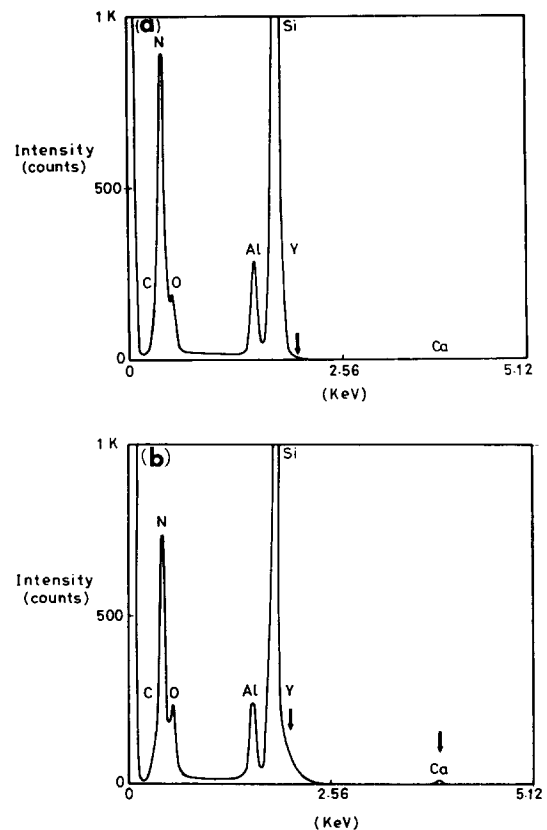 1 K
(a)
Si
N
Intensity
(counts)
500
C
O
Al
Y
Ca
0
0
2·56
5·12
(KeV)
1 K
(b)
Si
N
Intensity
(counts)
500
C
O
Al
Y
Ca
0
0
2·56
5·12
(KeV)